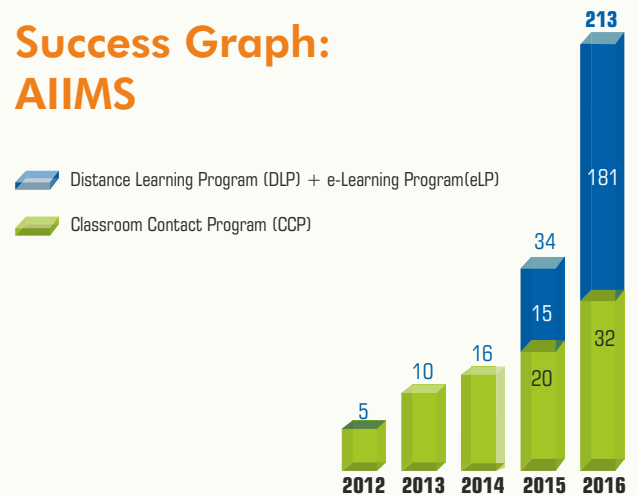 Success Graph:
AIIMS
Distance Learning Program (DLP) + e-Learning Program(eLP)
Classroom Contact Program (CCP)
213
181
34
15
32
16
20
10
5
2012 2013 2014 2015 2016